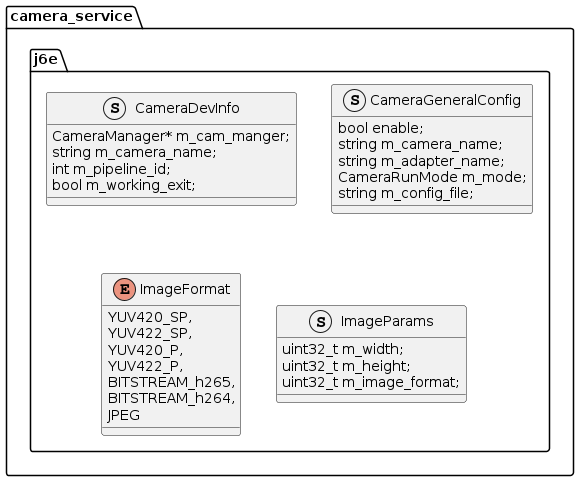 camera_service
j6e
S CameraDevInfo
CameraManager* m_cam_manger;
string m_camera_name;
int m_pipeline_id;
bool m_working_exit;
S CameraGeneralConfig
bool enable;
string m_camera_name;
string m_adapter_name;
CameraRunMode m_mode;
string m_config_file;
E ImageFormat
YUV420_SP,
YUV422_SP,
YUV420_P,
YUV422_P,
BITSTREAM_h265,
BITSTREAM_h264,
JPEG
S ImageParams
uint32_t m_width;
uint32_t m_height;
uint32_t m_image_format;